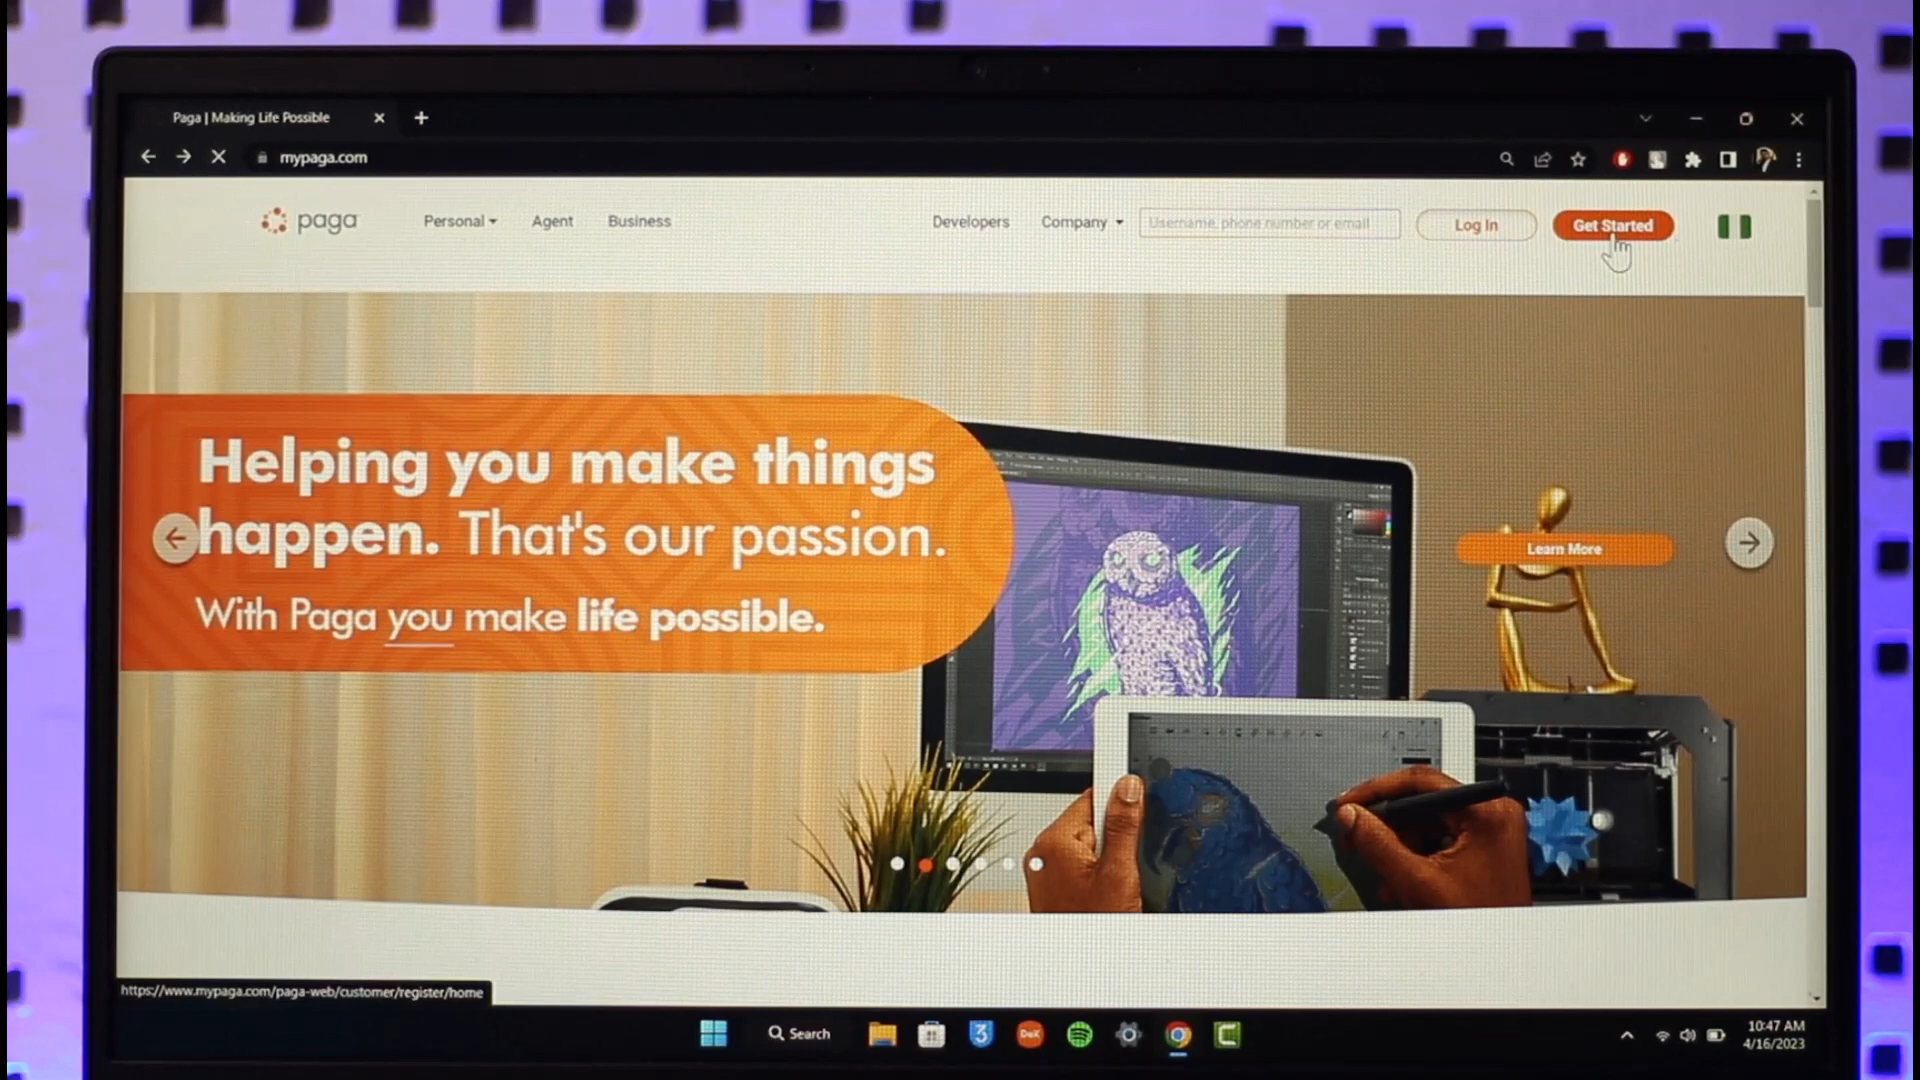 Paga | Making Life Possible
mypaga.com
paga
Personal
Agent
Business
Developers
Company
Username, phone number or email
Log In
Get Started
Helping you make things
happen. That's our passion.
With Paga you make life possible.
Learn More
https://www.mypaga.com/paga-web/customer/register/home
Search
3
DeX
10:47 AM
4/16/2023